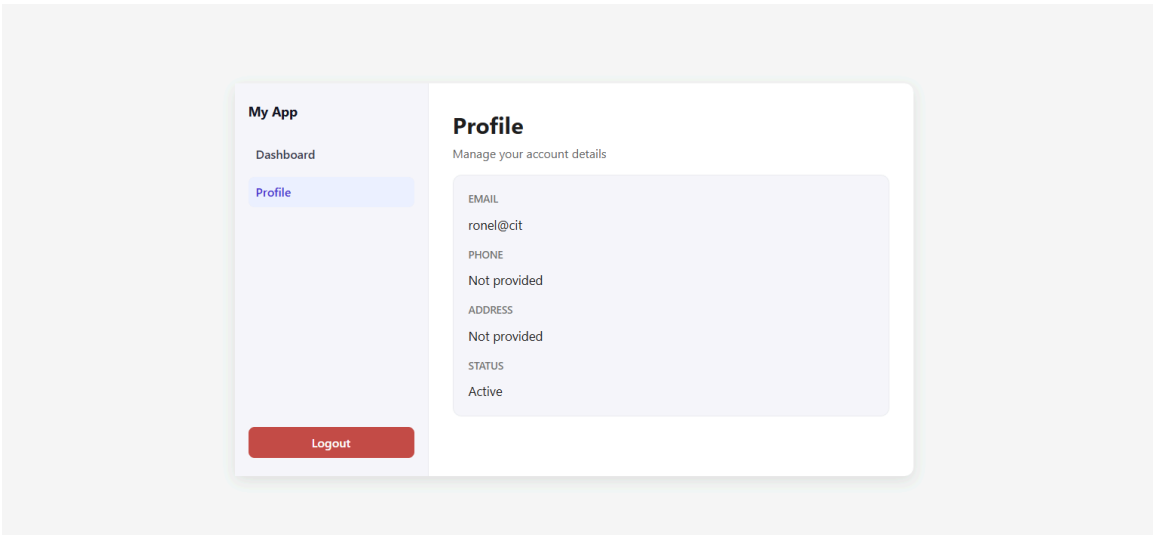 My App
Dashboard
Profile
Logout
Profile
Manage your account details
EMAIL
ronel@cit
PHONE
Not provided
ADDRESS
Not provided
STATUS
Active